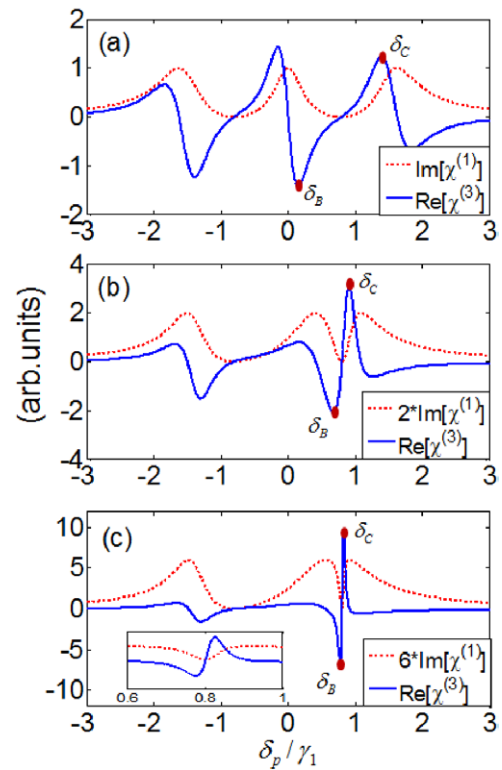 (a)
2
1
0
-1
-2
δ_C
δ_B
Im[χ^(1)]
Re[χ^(3)]
-3 -2 -1 0 1 2 3
(b)
4
2
0
-2
-4
δ_C
δ_B
2*Im[χ^(1)]
Re[χ^(3)]
-3 -2 -1 0 1 2 3
(arb.units)
(c)
10
5
0
-5
-10
δ_C
δ_B
0.6 0.8 1
6*Im[χ^(1)]
Re[χ^(3)]
-3 -2 -1 0 1 2 3
δ_p / γ_1